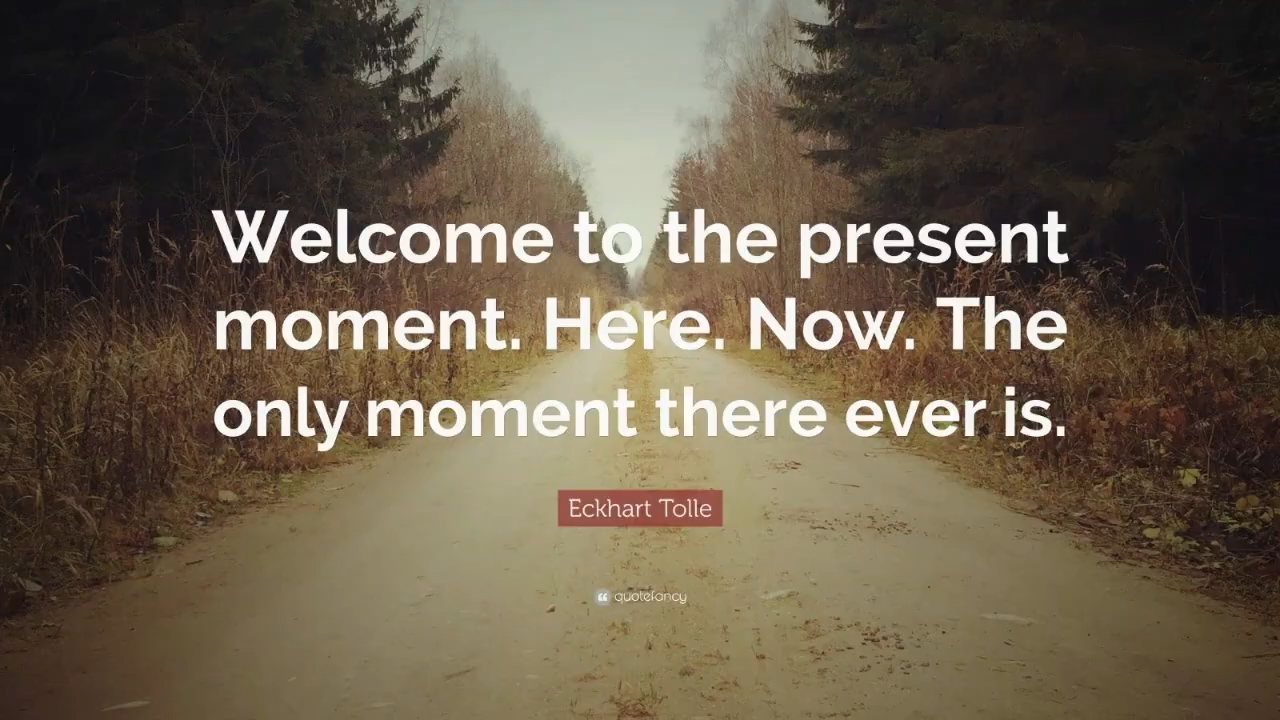 Welcome to the present
moment. Here. Now. The
only moment there ever is.
Eckhart Tolle
“ quotefancy